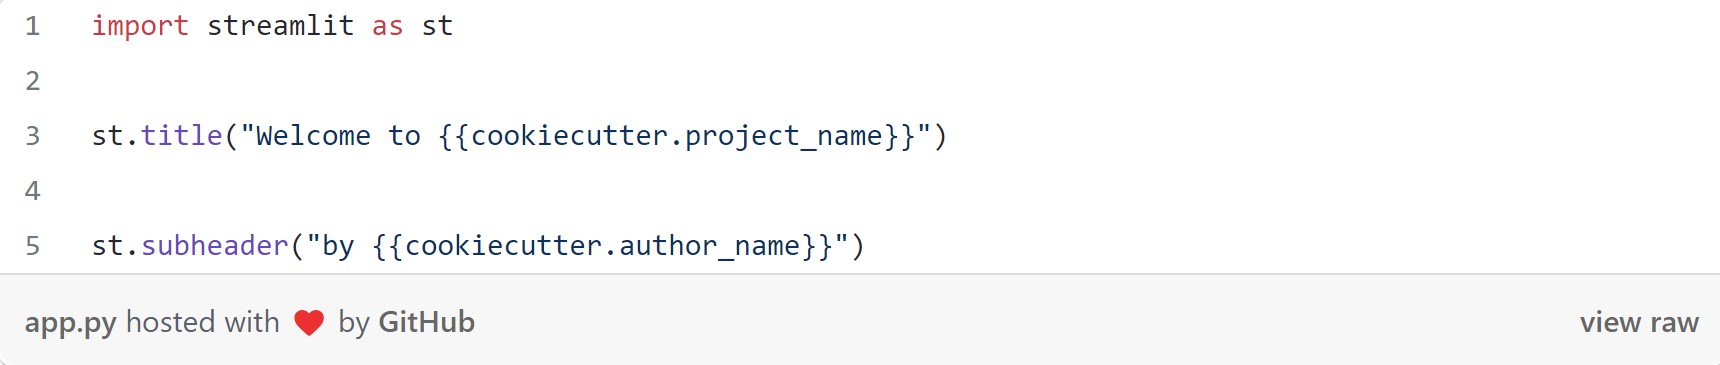 1 import streamlit as st
2
3 st.title("Welcome to {{cookiecutter.project_name}}")
4
5 st.subheader("by {{cookiecutter.author_name}}")
app.py hosted with ❤ by GitHub view raw